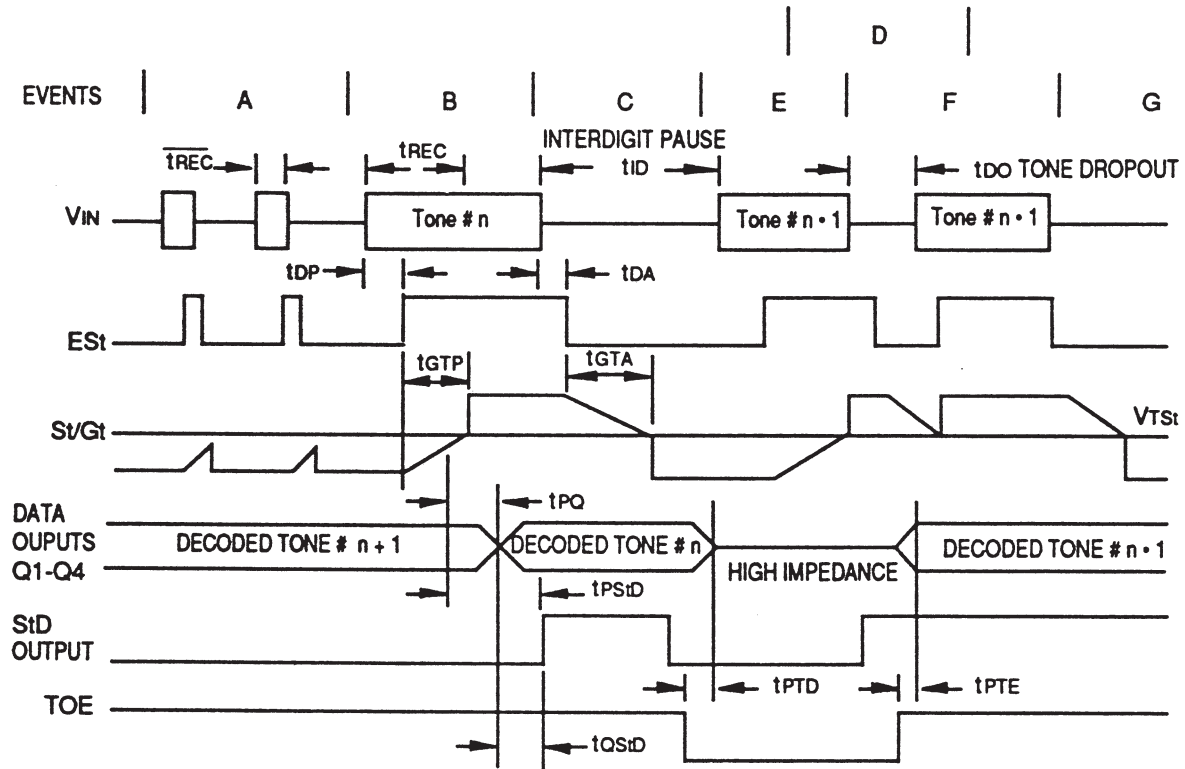 D
EVENTS A B C E F G
INTERDIGIT PAUSE
tREC tREC tID tDO TONE DROPOUT
VIN Tone # n Tone # n • 1 Tone # n • 1
tDP tDA
ESt
tGTP tGTA
St/Gt VTSt
tPQ
DATA
OUPUTS DECODED TONE # n + 1 DECODED TONE # n DECODED TONE # n • 1
Q1-Q4 HIGH IMPEDANCE
tPStD
StD
OUTPUT
tPTD tPTE
TOE
tQStD